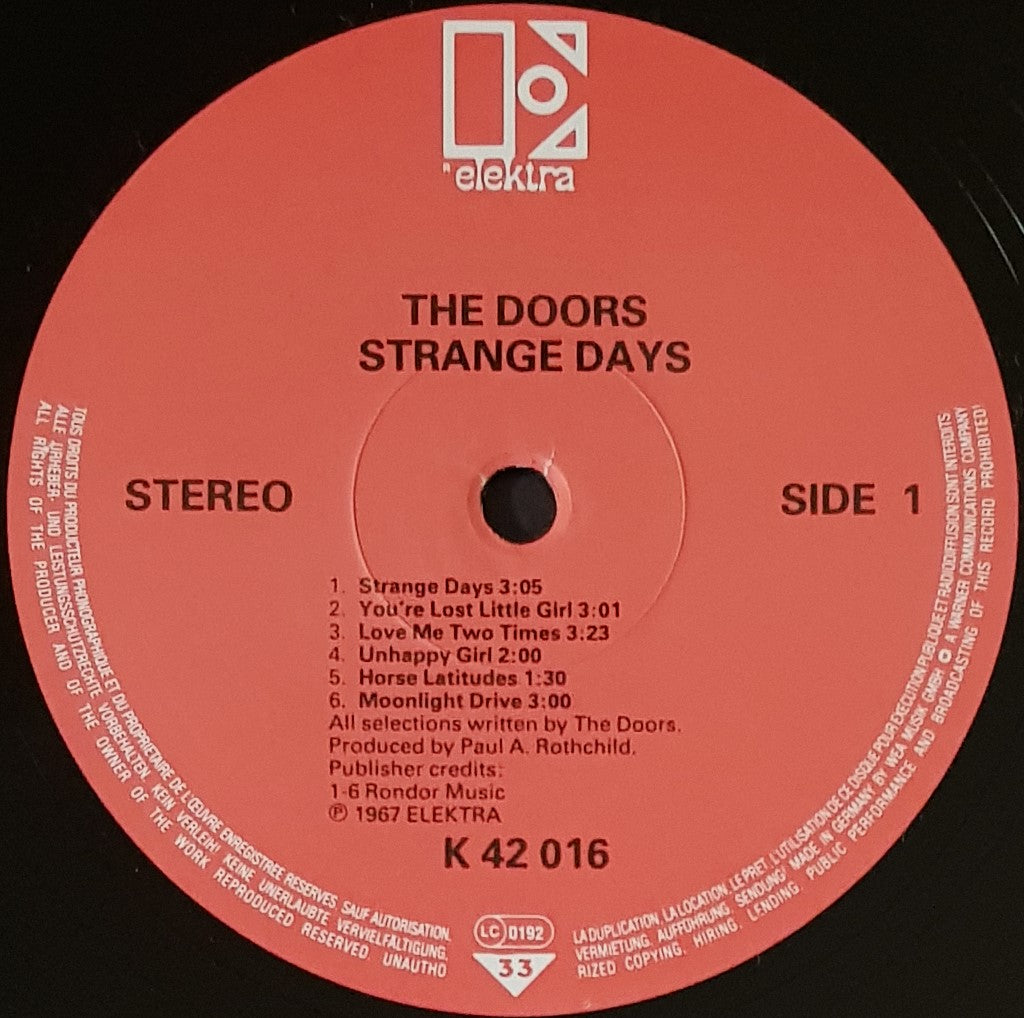 elektra
THE DOORS
STRANGE DAYS
STEREO
SIDE 1
1. Strange Days 3:05
2. You're Lost Little Girl 3:01
3. Love Me Two Times 3:23
4. Unhappy Girl 2:00
5. Horse Latitudes 1:30
6. Moonlight Drive 3:00
All selections written by The Doors.
Produced by Paul A. Rothchild.
Publisher credits:
1-6 Rondor Music
℗ 1967 ELEKTRA
K 42 016
LC 0192
33
TOUS DROITS DU PRODUCTEUR PHONOGRAPHIQUE ET DU PROPRIETAIRE DE L'ŒUVRE ENREGISTREE RESERVES. SAUF AUTORISATION,
ALLE URHEBER. UND LEISTUNGSSCHUTZRECHTE VORBEHALTEN. KEIN VERLEIH! KEINE UNERLAUBTE VERVIELFÄLTIGUNG,
ALL RIGHTS OF THE PRODUCER AND OF THE OWNER OF THE WORK REPRODUCED RESERVED. UNAUTHO
LA DUPLICATION, LA LOCATION, LE PRET, L'UTILISATION DE CE DISQUE POUR EXECUTION PUBLIQUE ET RADIODIFFUSION SONT INTERDITS
VERMIETUNG, AUFFÜHRUNG, SENDUNG! MADE IN GERMANY BY WEA MUSIK GMBH A WARNER COMMUNICATIONS COMPANY
RIZED COPYING, HIRING, LENDING, PUBLIC PERFORMANCE AND BROADCASTING OF THIS RECORD PROHIBITED!